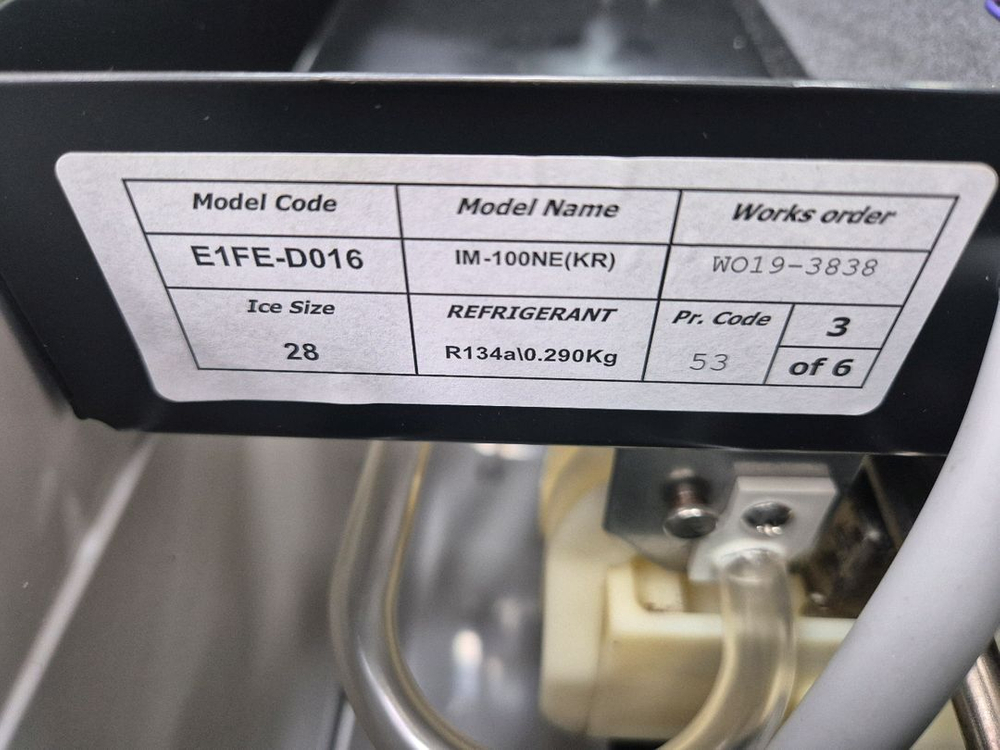 Model Code Model Name Works order
E1FE-D016 IM-100NE(KR) WO19-3838
Ice Size REFRIGERANT Pr. Code 3
28 R134a\0.290Kg 53 of 6